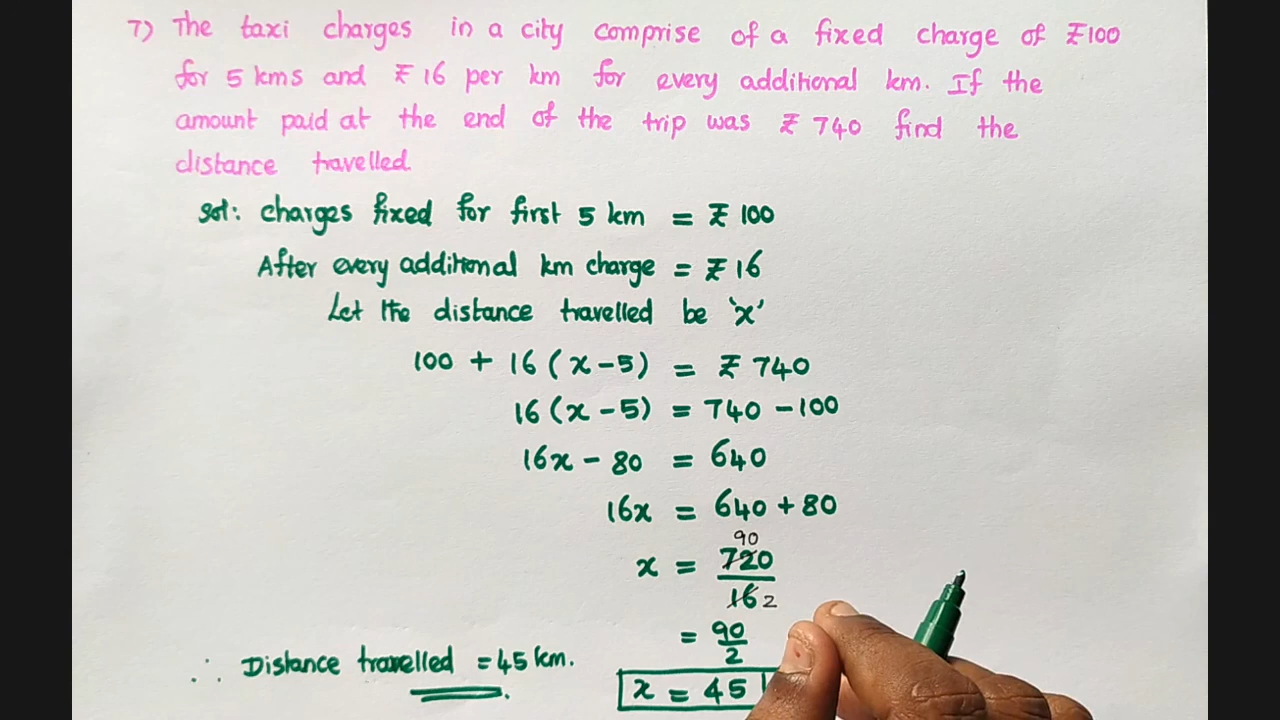 7) The taxi charges in a city comprise of a fixed charge of ₹100
for 5 kms and ₹16 per km for every additional km. If the
amount paid at the end of the trip was ₹ 740 find the
distance travelled.
Sol: charges fixed for first 5 km = ₹ 100
After every additional km charge = ₹ 16
Let the distance travelled be 'x'
100 + 16 (x - 5) = ₹ 740
16 (x - 5) = 740 - 100
16x - 80 = 640
16x = 640 + 80
90
x = 720
16 2
= 90
2
∴ Distance travelled = 45 km.
x = 45